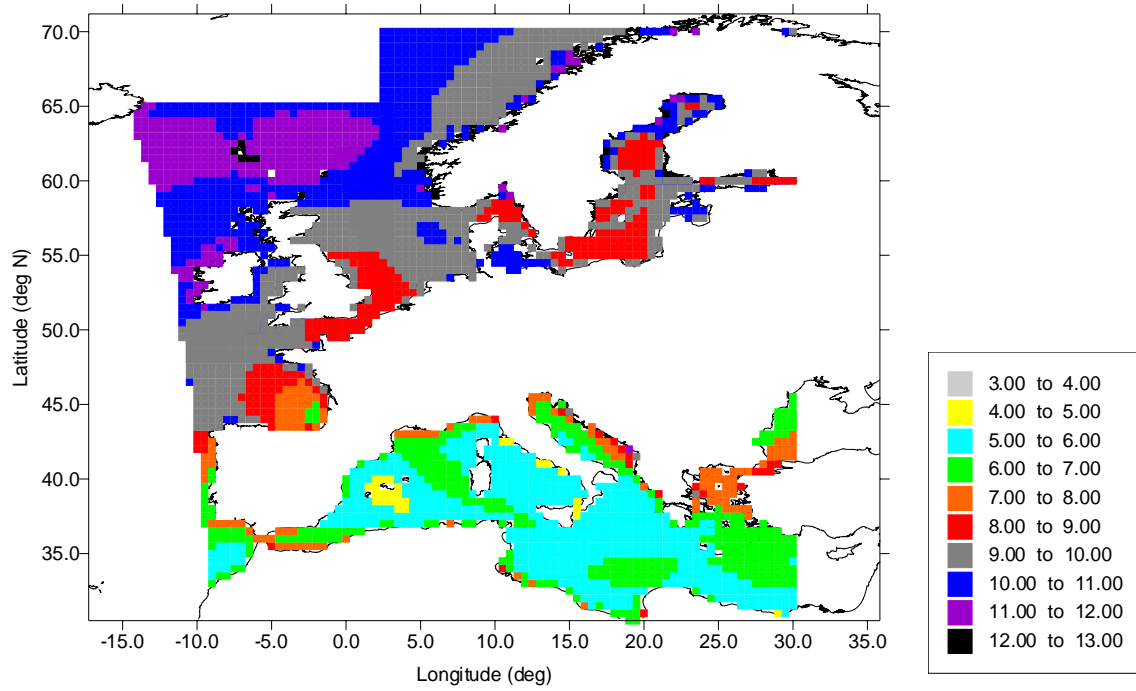 70.0
65.0
60.0
55.0
50.0
45.0
40.0
35.0
Latitude (deg N)
-15.0 -10.0 -5.0 0.0 5.0 10.0 15.0 20.0 25.0 30.0 35.0
Longitude (deg)
3.00 to 4.00
4.00 to 5.00
5.00 to 6.00
6.00 to 7.00
7.00 to 8.00
8.00 to 9.00
9.00 to 10.00
10.00 to 11.00
11.00 to 12.00
12.00 to 13.00